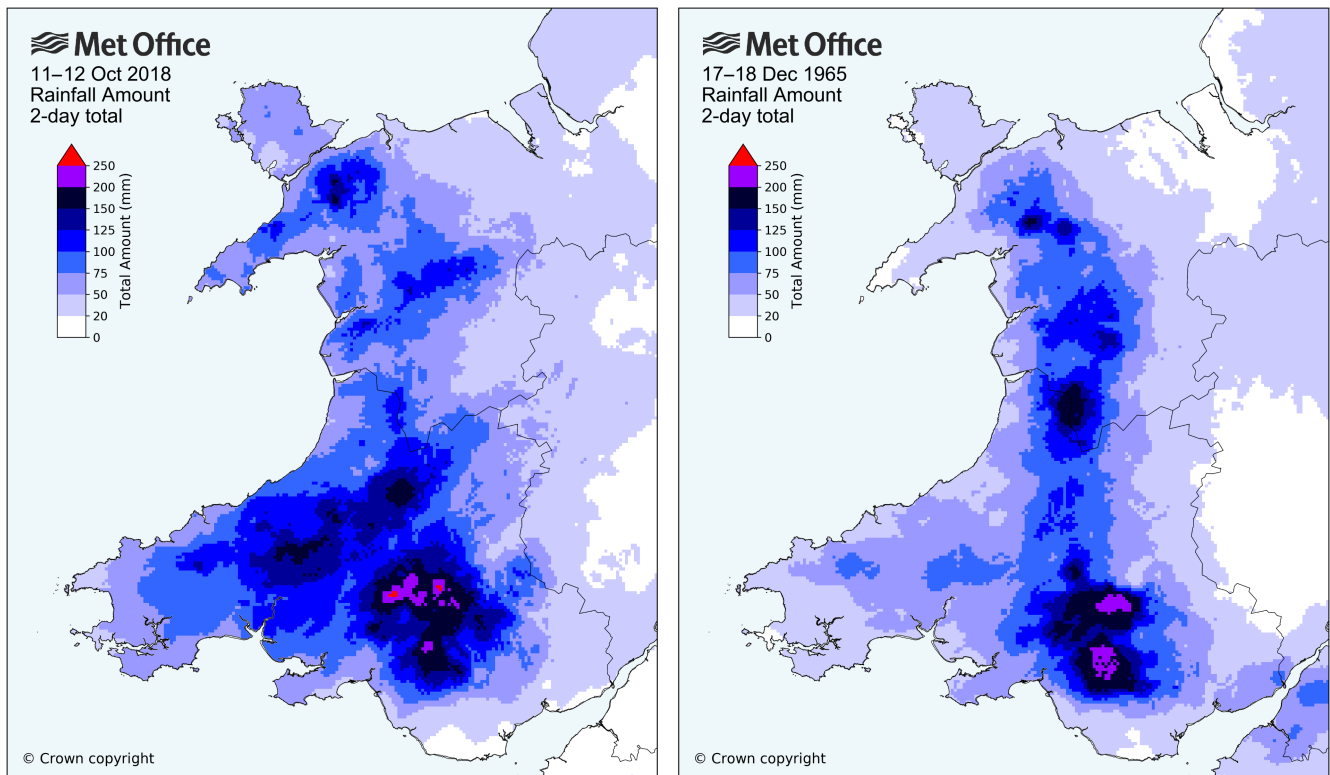 Met Office
11–12 Oct 2018
Rainfall Amount
2-day total
250
200
150
125
100
75
50
20
0
Total Amount (mm)
© Crown copyright
Met Office
17–18 Dec 1965
Rainfall Amount
2-day total
250
200
150
125
100
75
50
20
0
Total Amount (mm)
© Crown copyright